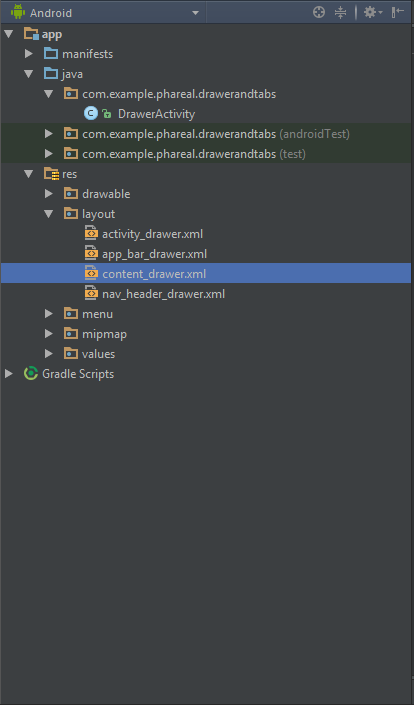 Android
app
manifests
java
com.example.phareal.drawerandtabs
DrawerActivity
com.example.phareal.drawerandtabs (androidTest)
com.example.phareal.drawerandtabs (test)
res
drawable
layout
activity_drawer.xml
app_bar_drawer.xml
content_drawer.xml
nav_header_drawer.xml
menu
mipmap
values
Gradle Scripts